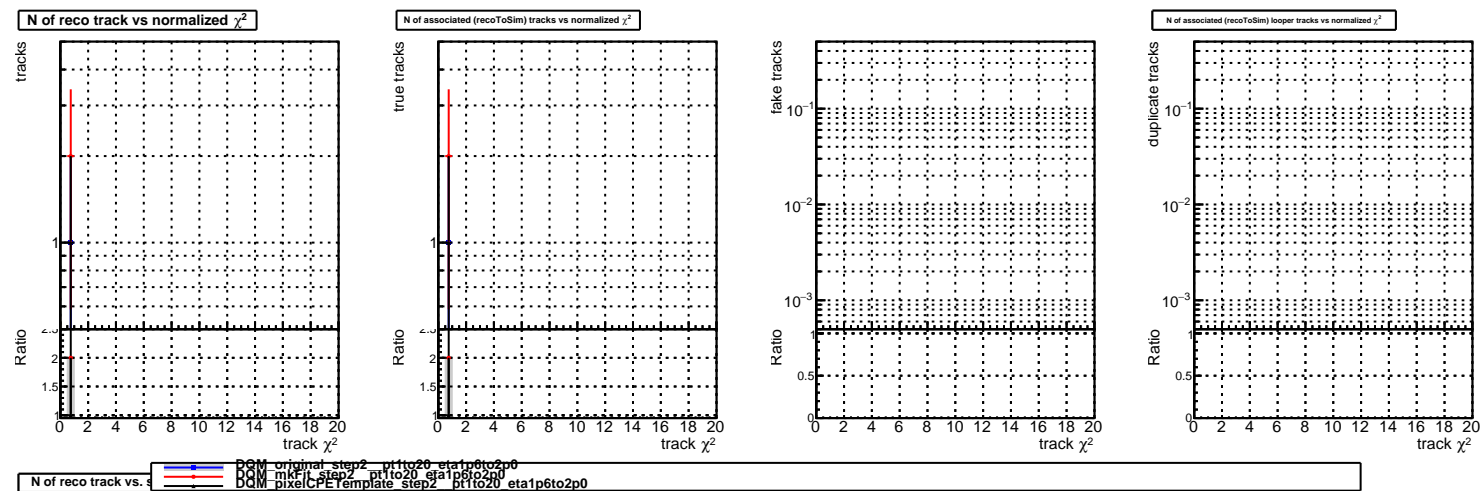 N of reco track vs normalized χ²
N of associated (recoToSim) tracks vs normalized χ²
N of associated (recoToSim) looper tracks vs normalized χ²
tracks
1
Ratio
2.5
2
1.5
1
0 2 4 6 8 10 12 14 16 18 20
track χ²
true tracks
1
Ratio
2.5
2
1.5
1
0 2 4 6 8 10 12 14 16 18 20
track χ²
fake tracks
10⁻¹
10⁻²
10⁻³
Ratio
1
0.5
0
0 2 4 6 8 10 12 14 16 18 20
track χ²
duplicate tracks
10⁻¹
10⁻²
10⁻³
Ratio
1
0.5
0
0 2 4 6 8 10 12 14 16 18 20
track χ²
DQM_original_step2__pt1to20_eta1p6to2p0
DQM_mkFit_step2__pt1to20_eta1p6to2p0
DQM_pixelCPETemplate_step2__pt1to20_eta1p6to2p0
N of reco track vs. s